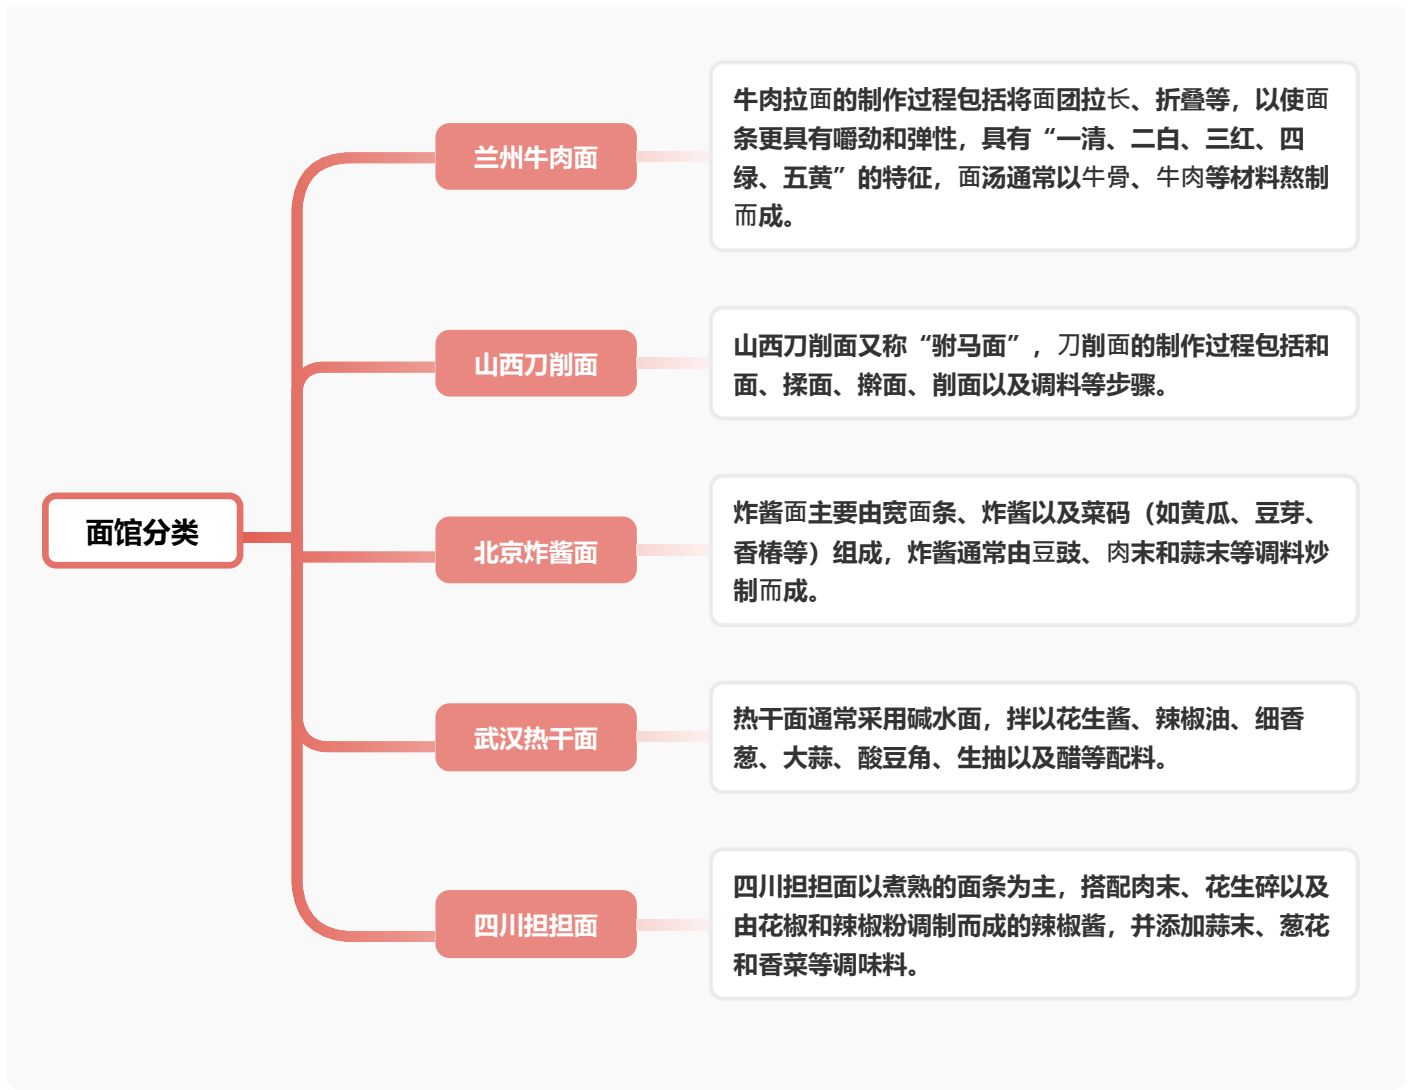 面馆分类
兰州牛肉面
牛肉拉面的制作过程包括将面团拉长、折叠等，以使面
条更具有嚼劲和弹性，具有“一清、二白、三红、四
绿、五黄”的特征，面汤通常以牛骨、牛肉等材料熬制
而成。
山西刀削面
山西刀削面又称“驸马面”，刀削面的制作过程包括和
面、揉面、擀面、削面以及调料等步骤。
北京炸酱面
炸酱面主要由宽面条、炸酱以及菜码（如黄瓜、豆芽、
香椿等）组成，炸酱通常由豆豉、肉末和蒜末等调料炒
制而成。
武汉热干面
热干面通常采用碱水面，拌以花生酱、辣椒油、细香
葱、大蒜、酸豆角、生抽以及醋等配料。
四川担担面
四川担担面以煮熟的面条为主，搭配肉末、花生碎以及
由花椒和辣椒粉调制而成的辣椒酱，并添加蒜末、葱花
和香菜等调味料。